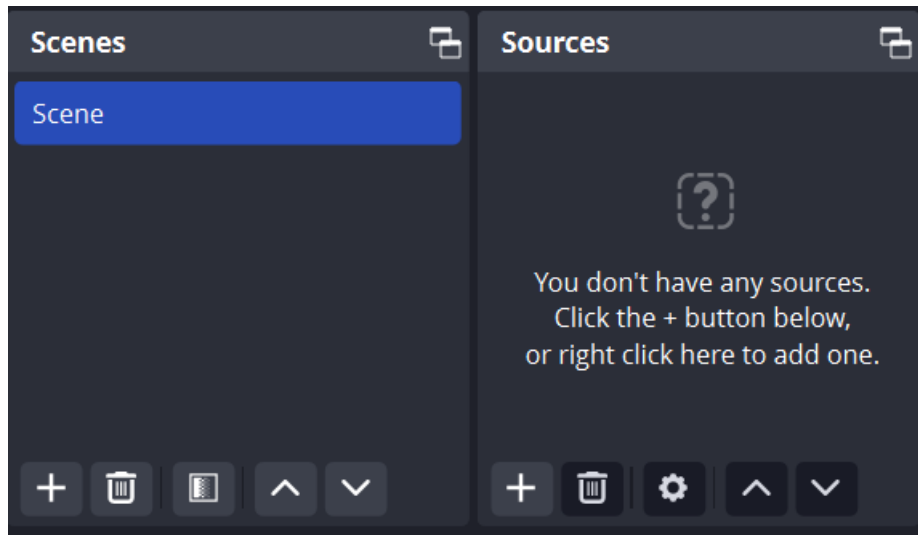 Scenes
Sources
Scene
You don't have any sources.
Click the + button below,
or right click here to add one.